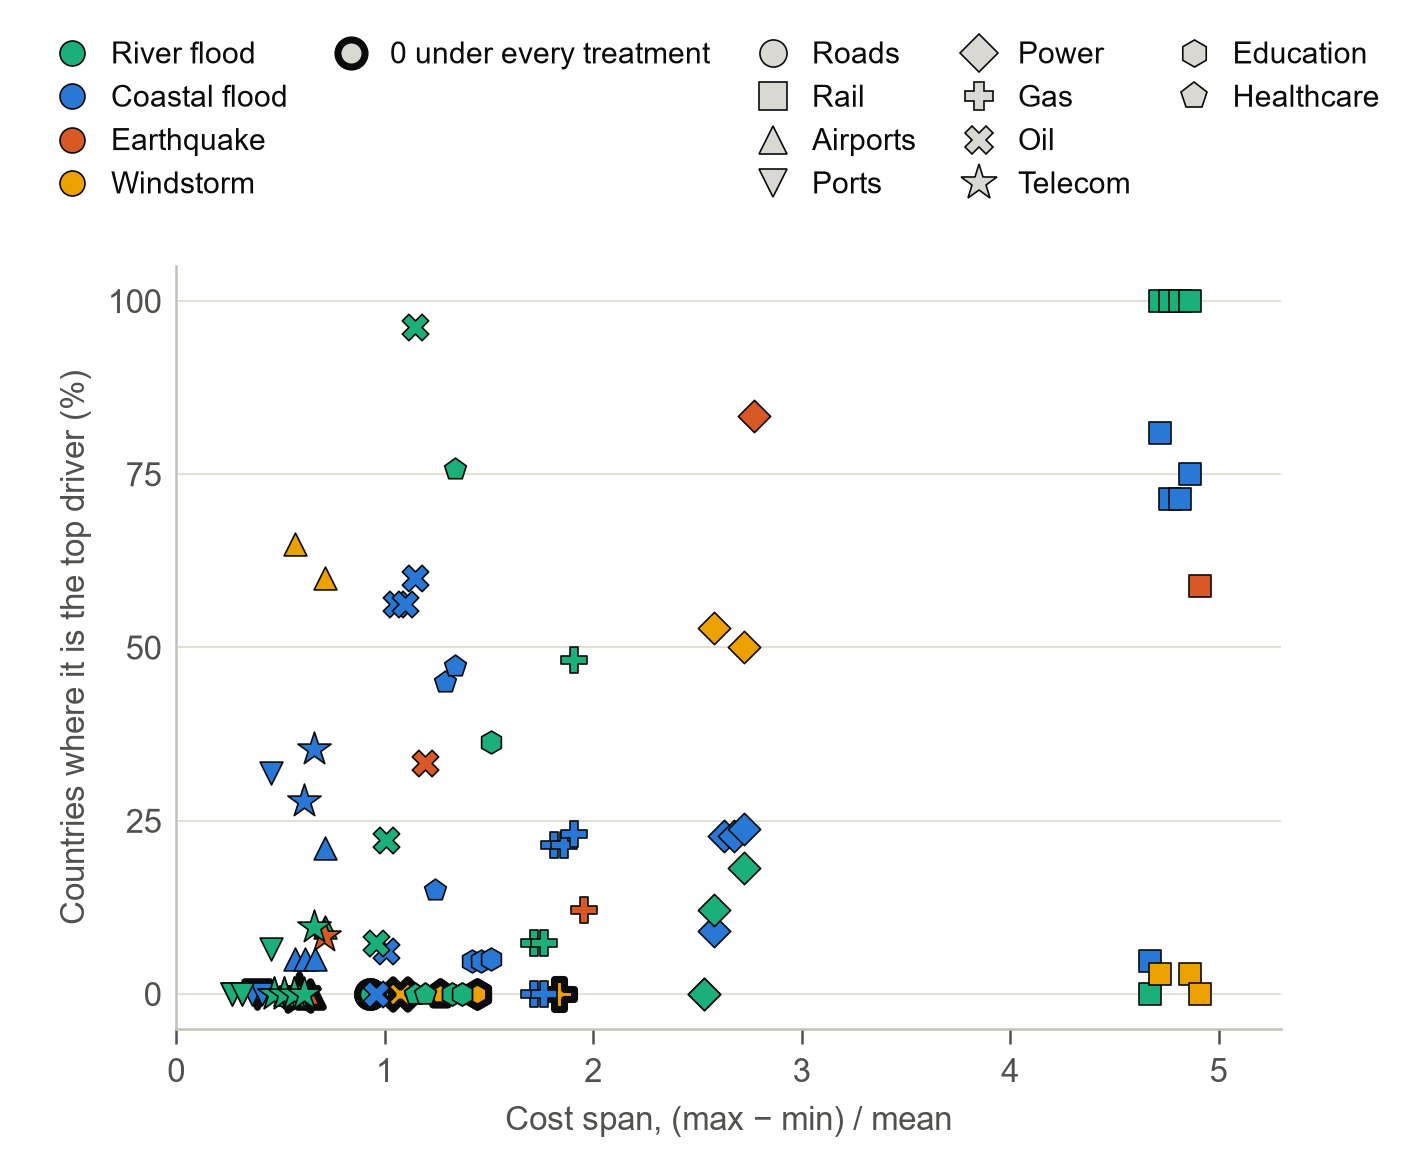 River flood
Coastal flood
Earthquake
Windstorm
0 under every treatment
Roads
Rail
Airports
Ports
Power
Gas
Oil
Telecom
Education
Healthcare
Countries where it is the top driver (%)
100
75
50
25
0
0 1 2 3 4 5
Cost span, (max − min) / mean